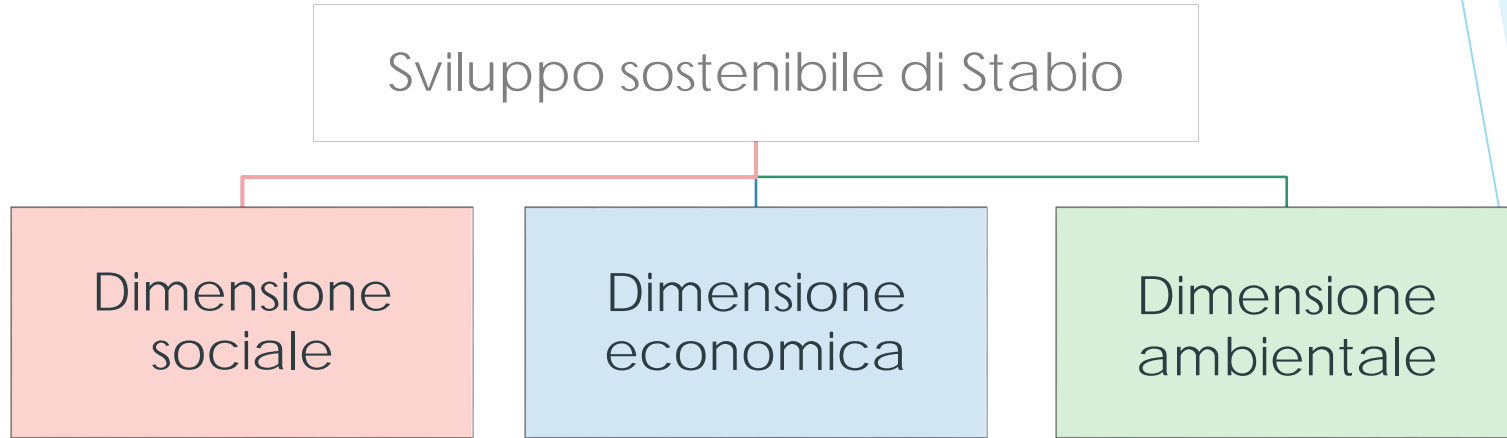 Sviluppo sostenibile di Stabio
Dimensione
sociale
Dimensione
economica
Dimensione
ambientale